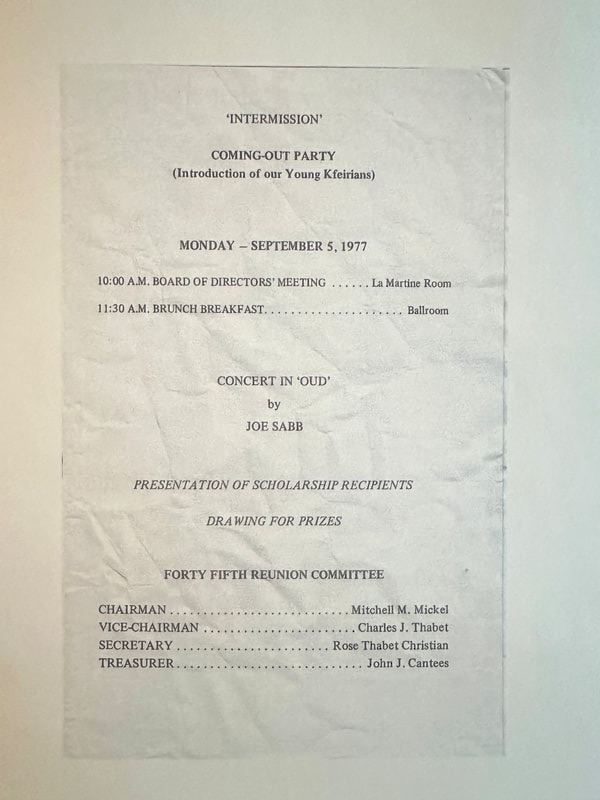 ‘INTERMISSION’
COMING-OUT PARTY
(Introduction of our Young Kfeirians)
MONDAY – SEPTEMBER 5, 1977
10:00 A.M. BOARD OF DIRECTORS’ MEETING ...... La Martine Room
11:30 A.M. BRUNCH BREAKFAST..................... Ballroom
CONCERT IN ‘OUD’
by
JOE SABB
PRESENTATION OF SCHOLARSHIP RECIPIENTS
DRAWING FOR PRIZES
FORTY FIFTH REUNION COMMITTEE
CHAIRMAN ........................... Mitchell M. Mickel
VICE-CHAIRMAN ....................... Charles J. Thabet
SECRETARY ....................... Rose Thabet Christian
TREASURER............................ John J. Cantees